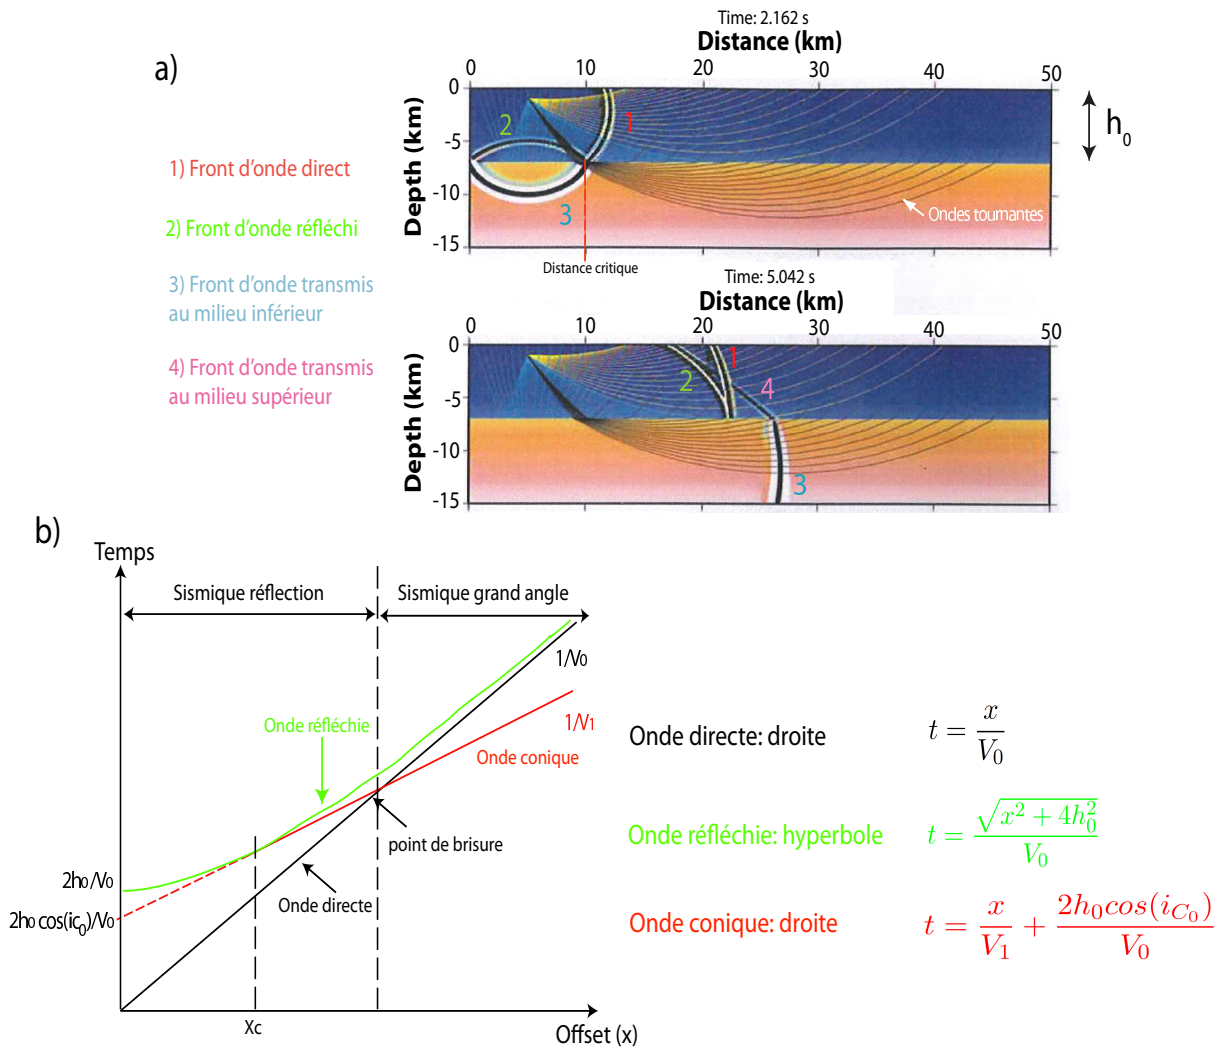 a)
Time: 2.162 s
Distance (km)
0 10 20 30 40 50
0
-5
-10
-15
Depth (km)
1
2
3
h0
Ondes tournantes
Distance critique
1) Front d'onde direct
2) Front d'onde réfléchi
3) Front d'onde transmis
au milieu inférieur
4) Front d'onde transmis
au milieu supérieur
Time: 5.042 s
Distance (km)
0 10 20 30 40 50
0
-5
-10
-15
Depth (km)
1
2
4
3
b)
Temps
Sismique réflection
Sismique grand angle
1/V0
Onde réfléchie
1/V1
Onde conique
point de brisure
2h0/V0
Onde directe
2h0 cos(ic0)/V0
Xc
Offset (x)
Onde directe: droite t = x/V0
Onde réfléchie: hyperbole t = √(x² + 4h0²)/V0
Onde conique: droite t = x/V1 + 2h0cos(iC0)/V0